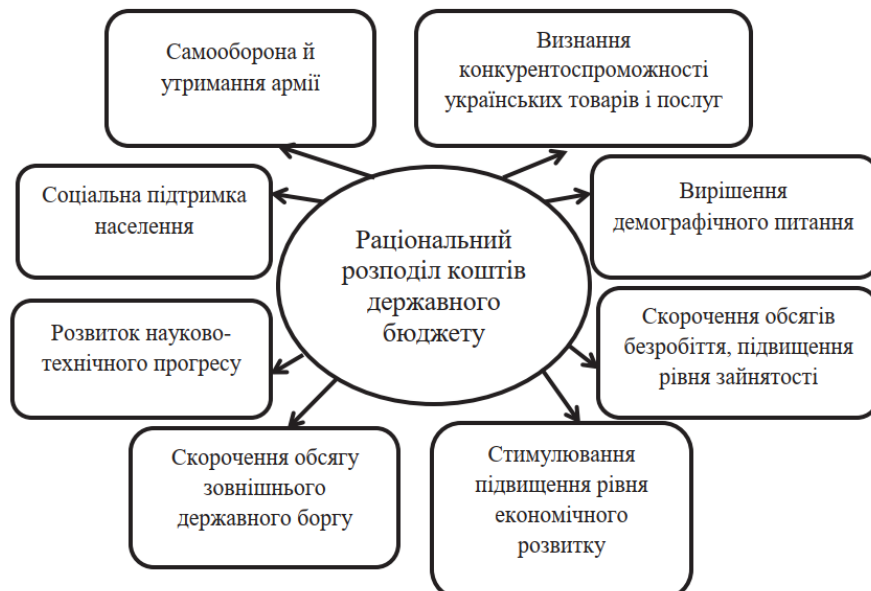 Самооборона й
утримання армії
Визнання
конкурентоспроможності
українських товарів і послуг
Соціальна підтримка
населення
Раціональний
розподіл коштів
державного
бюджету
Вирішення
демографічного питання
Розвиток науково-
технічного прогресу
Скорочення обсягів
безробіття, підвищення
рівня зайнятості
Скорочення обсягу
зовнішнього
державного боргу
Стимулювання
підвищення рівня
економічного
розвитку